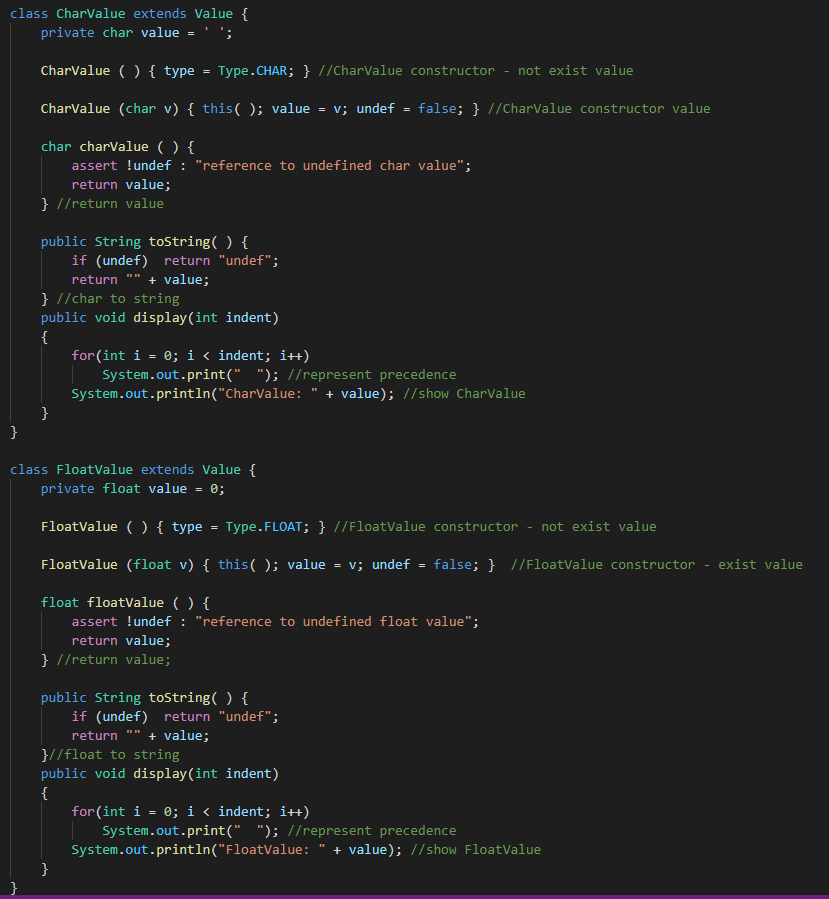 class CharValue extends Value {
    private char value = ' ';

    CharValue ( ) { type = Type.CHAR; } //CharValue constructor - not exist value

    CharValue (char v) { this( ); value = v; undef = false; } //CharValue constructor value

    char charValue ( ) {
        assert !undef : "reference to undefined char value";
        return value;
    } //return value

    public String toString( ) {
        if (undef)  return "undef";
        return "" + value;
    } //char to string
    public void display(int indent)
    {
        for(int i = 0; i < indent; i++)
            System.out.print("  "); //represent precedence
        System.out.println("CharValue: " + value); //show CharValue
    }
}

class FloatValue extends Value {
    private float value = 0;

    FloatValue ( ) { type = Type.FLOAT; } //FloatValue constructor - not exist value

    FloatValue (float v) { this( ); value = v; undef = false; }  //FloatValue constructor - exist value

    float floatValue ( ) {
        assert !undef : "reference to undefined float value";
        return value;
    } //return value;

    public String toString( ) {
        if (undef)  return "undef";
        return "" + value;
    }//float to string
    public void display(int indent)
    {
        for(int i = 0; i < indent; i++)
            System.out.print("  "); //represent precedence
        System.out.println("FloatValue: " + value); //show FloatValue
    }
}